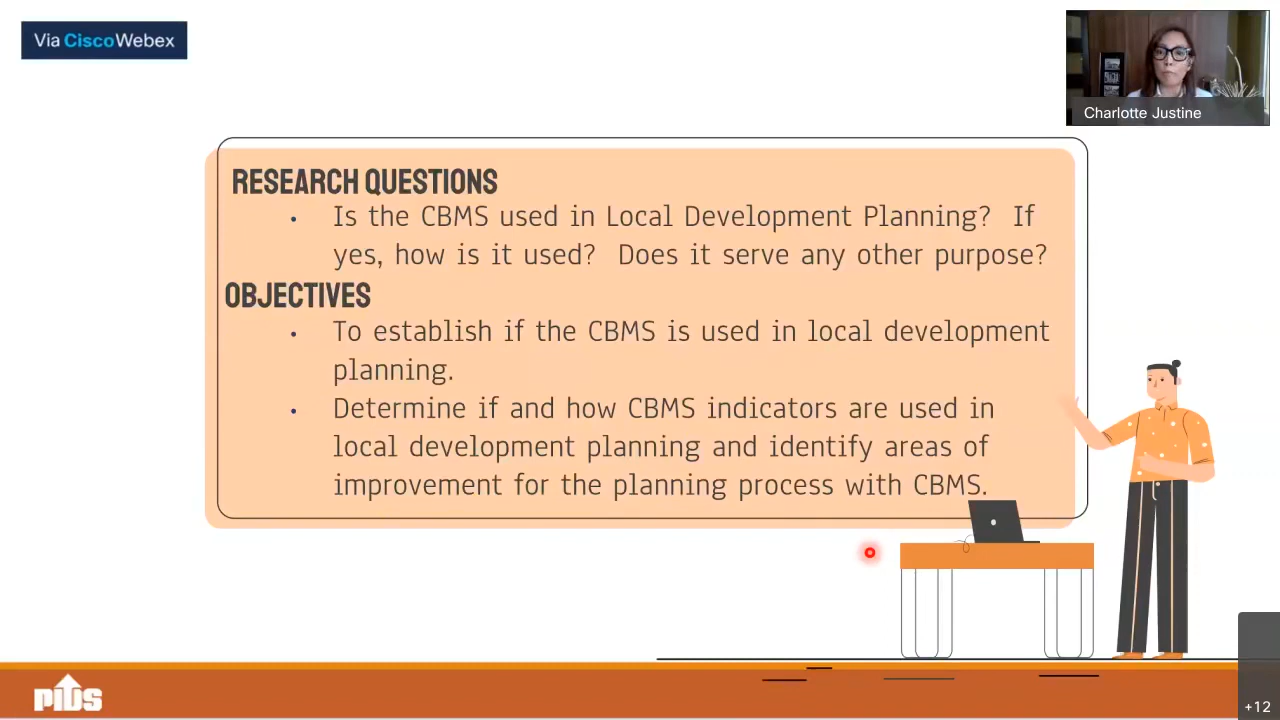 Via CiscoWebex
Charlotte Justine
RESEARCH QUESTIONS
• Is the CBMS used in Local Development Planning? If
yes, how is it used? Does it serve any other purpose?
OBJECTIVES
• To establish if the CBMS is used in local development
planning.
• Determine if and how CBMS indicators are used in
local development planning and identify areas of
improvement for the planning process with CBMS.
PIDS
+12